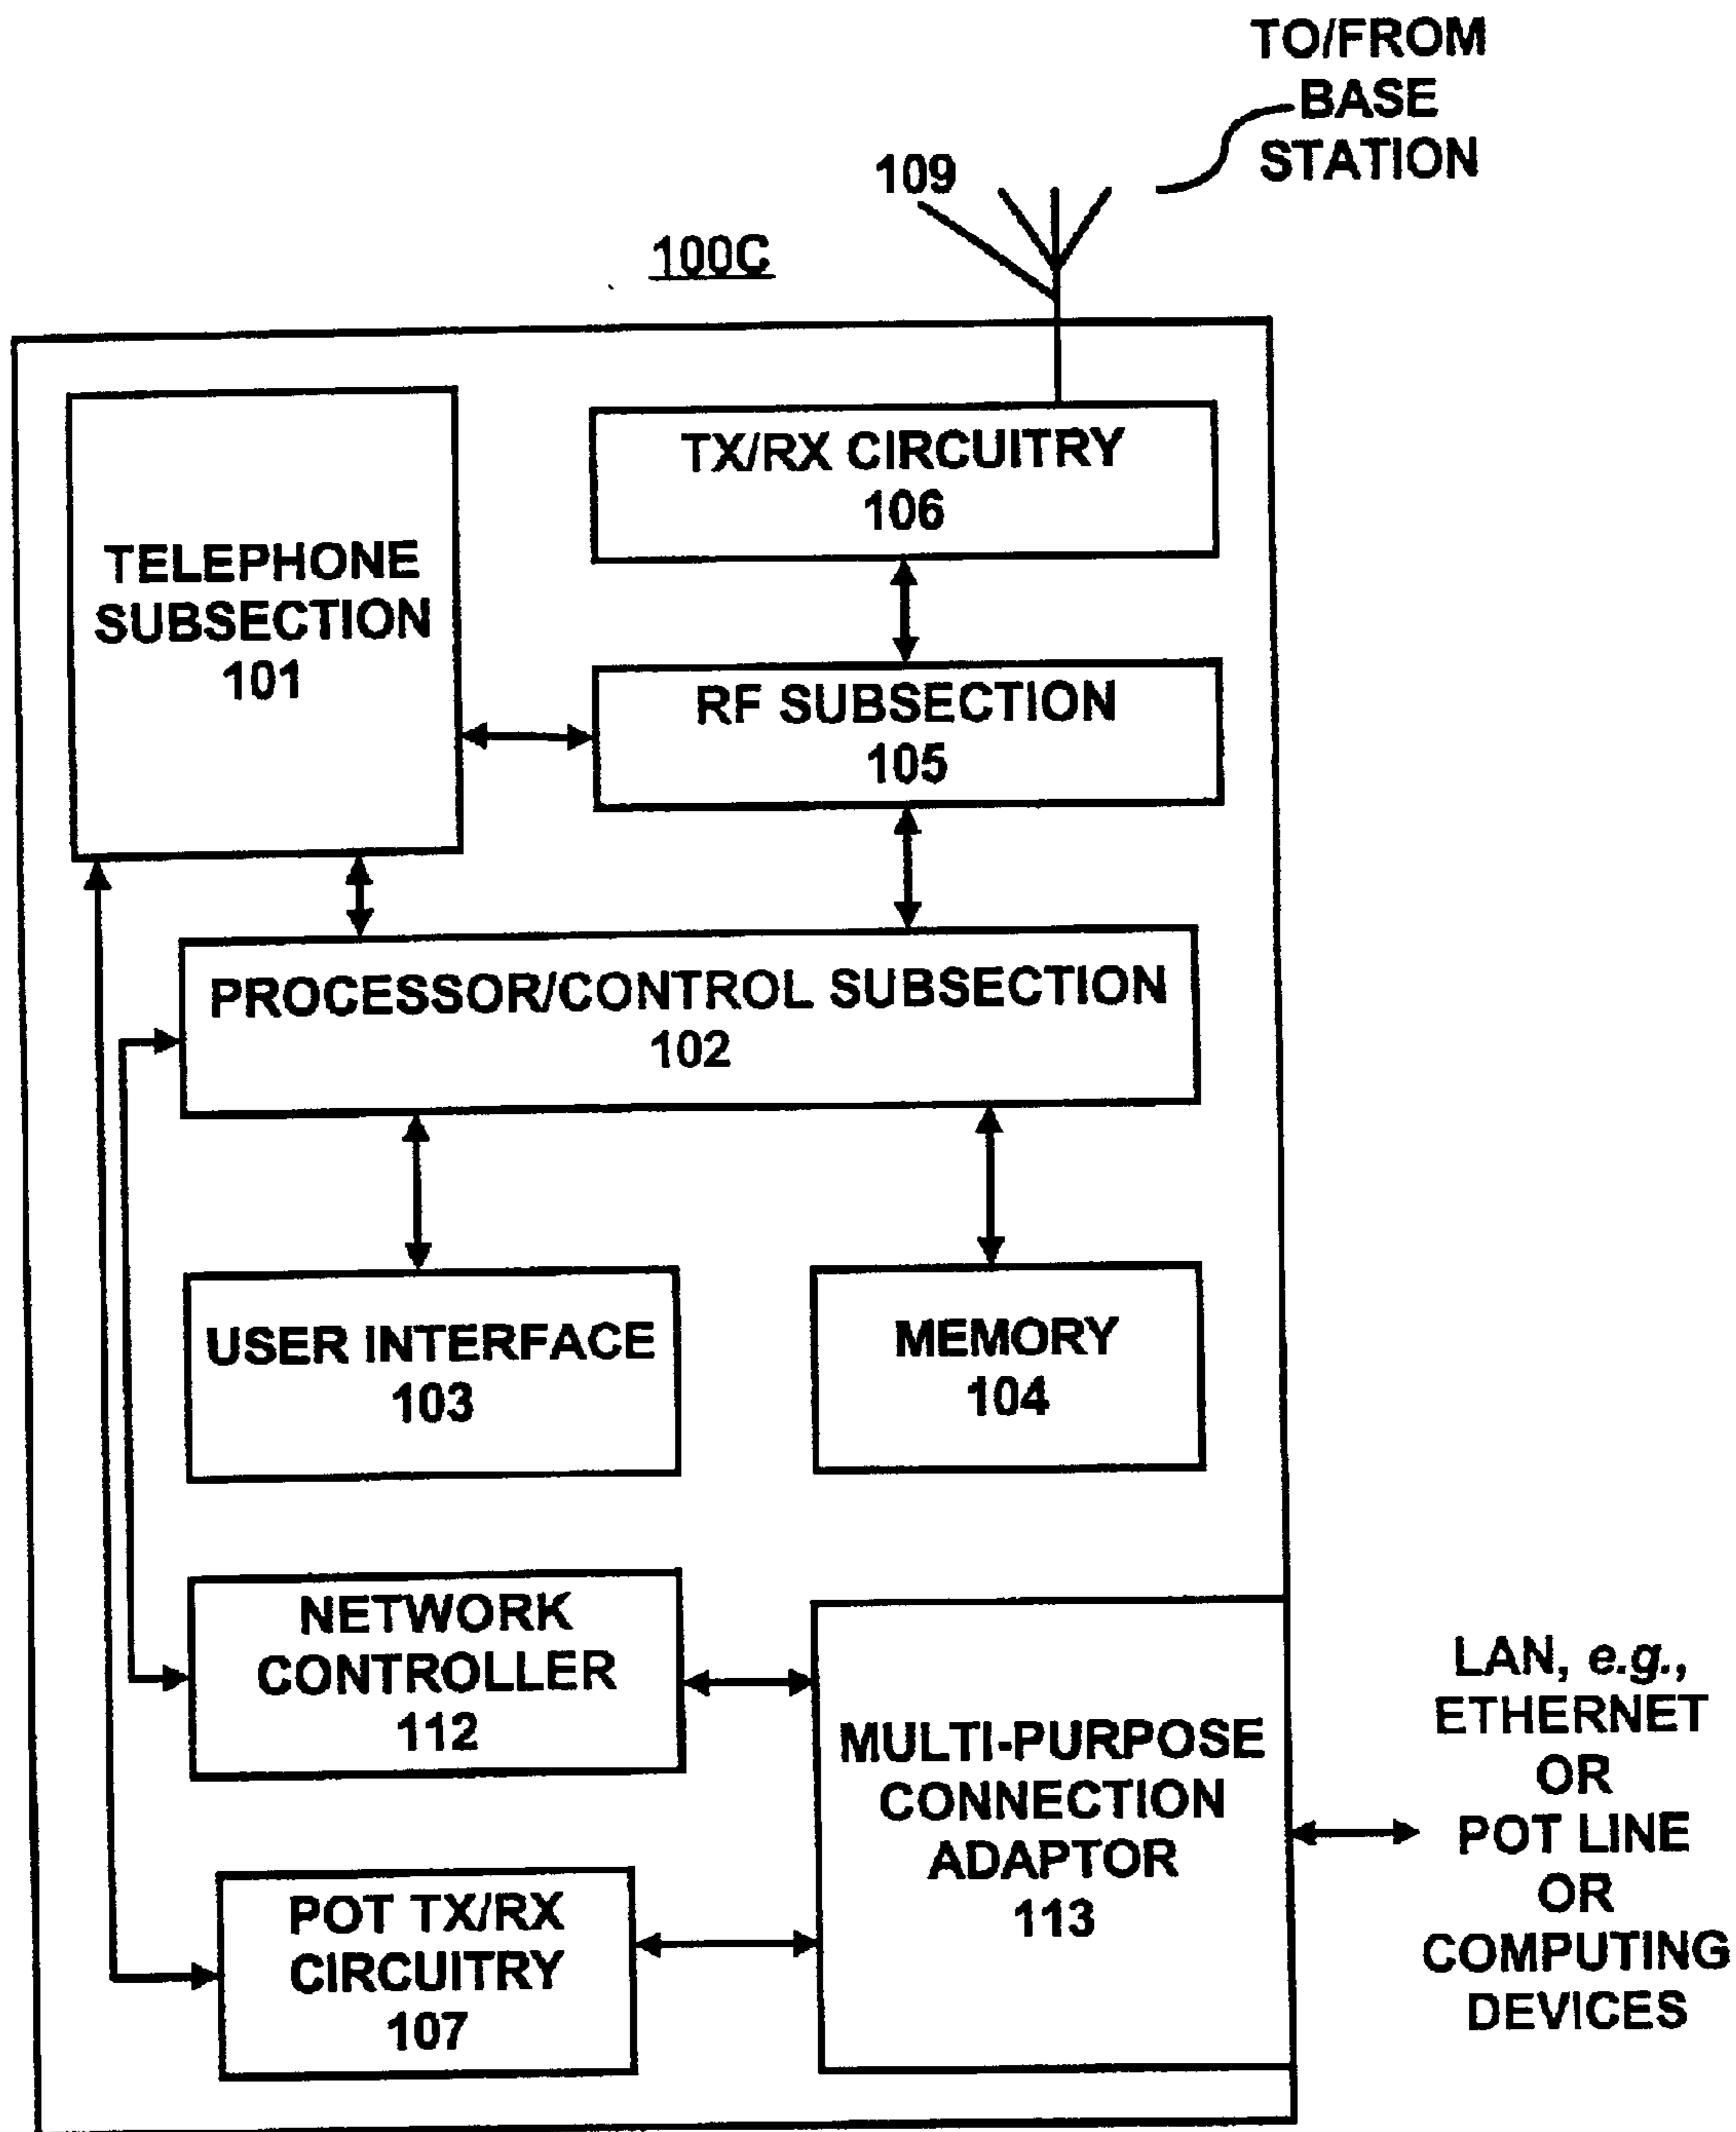 TO/FROM
BASE
STATION
109
100C
TX/RX CIRCUITRY
106
TELEPHONE
SUBSECTION
101
RF SUBSECTION
105
PROCESSOR/CONTROL SUBSECTION
102
USER INTERFACE
103
MEMORY
104
NETWORK
CONTROLLER
112
MULTI-PURPOSE
CONNECTION
ADAPTOR
113
LAN, e.g.,
ETHERNET
OR
POT LINE
OR
COMPUTING
DEVICES
POT TX/RX
CIRCUITRY
107